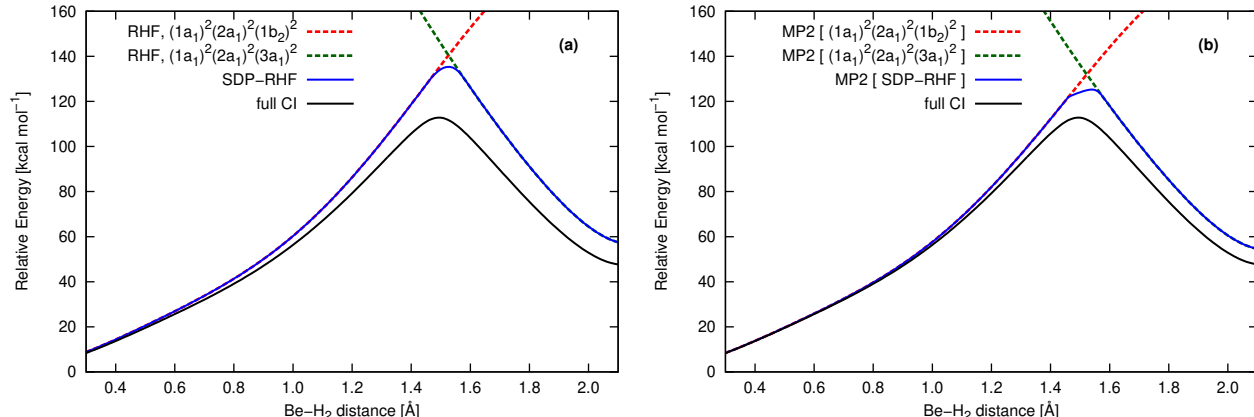 RHF, (1a₁)²(2a₁)²(1b₂)²
RHF, (1a₁)²(2a₁)²(3a₁)²
SDP−RHF
full CI
(a)
160
140
120
100
80
60
40
20
0
Relative Energy [kcal mol⁻¹]
0.4 0.6 0.8 1.0 1.2 1.4 1.6 1.8 2.0
Be−H₂ distance [Å]
MP2 [ (1a₁)²(2a₁)²(1b₂)² ]
MP2 [ (1a₁)²(2a₁)²(3a₁)² ]
MP2 [ SDP−RHF ]
full CI
(b)
160
140
120
100
80
60
40
20
0
Relative Energy [kcal mol⁻¹]
0.4 0.6 0.8 1.0 1.2 1.4 1.6 1.8 2.0
Be−H₂ distance [Å]